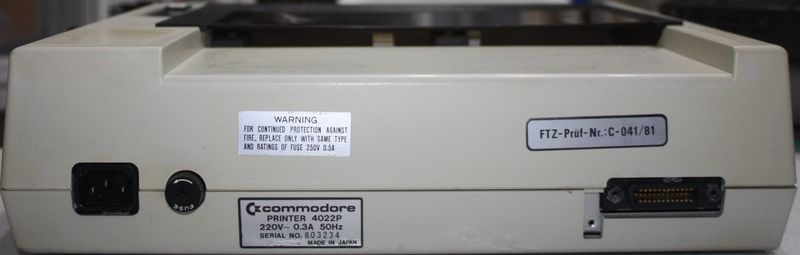 WARNING
FOR CONTINUED PROTECTION AGAINST
FIRE, REPLACE ONLY WITH SAME TYPE
AND RATINGS OF FUSE 250V 0.5A
FTZ-Prüf-Nr.:C-041/81
FUSE
commodore
PRINTER 4022P
220V~ 0.3A 50Hz
SERIAL NO. 803234
MADE IN JAPAN